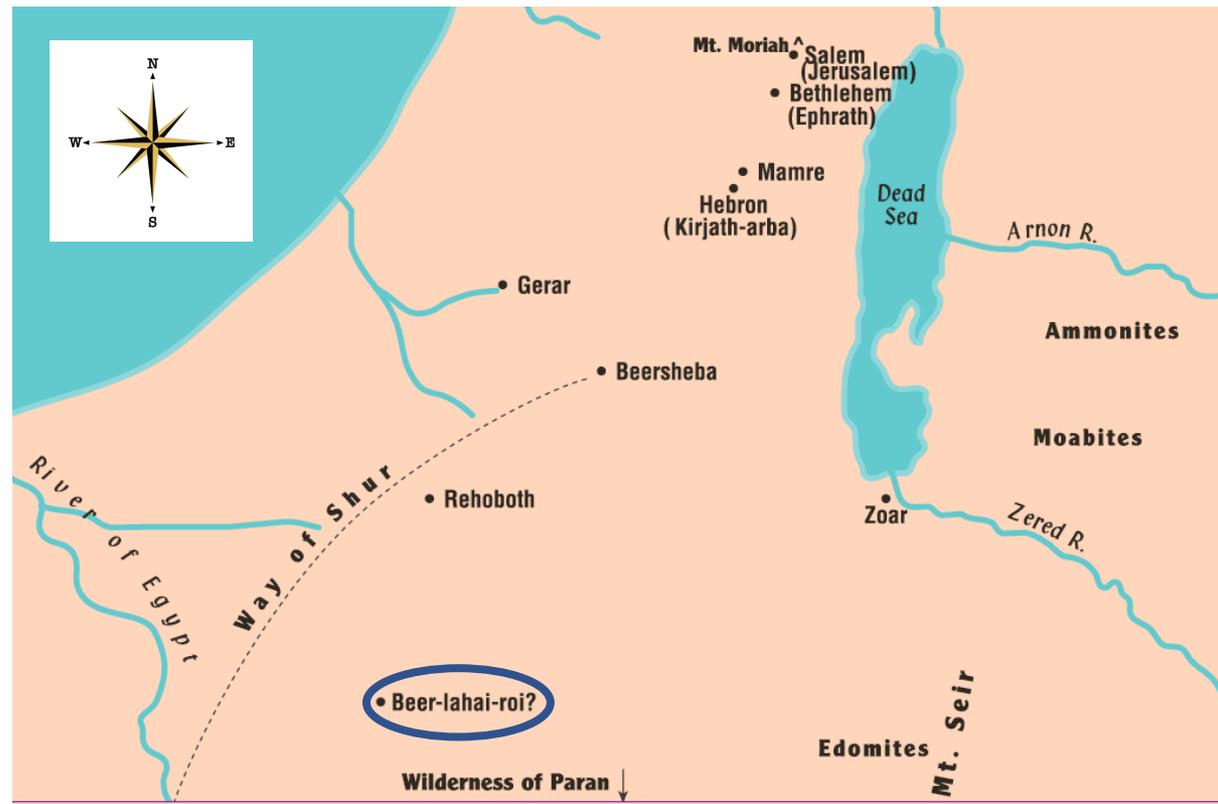 N
W
E
S
Mt. Moriah ^
Salem
(Jerusalem)
Bethlehem
(Ephrath)
Mamre
Hebron
( Kirjath-arba)
Dead
Sea
Arnon R.
Gerar
Ammonites
Beersheba
Moabites
River of Egypt
Way of Shur
Rehoboth
Zoar
Zered R.
Beer-lahai-roi?
Edomites
Mt. Seir
Wilderness of Paran